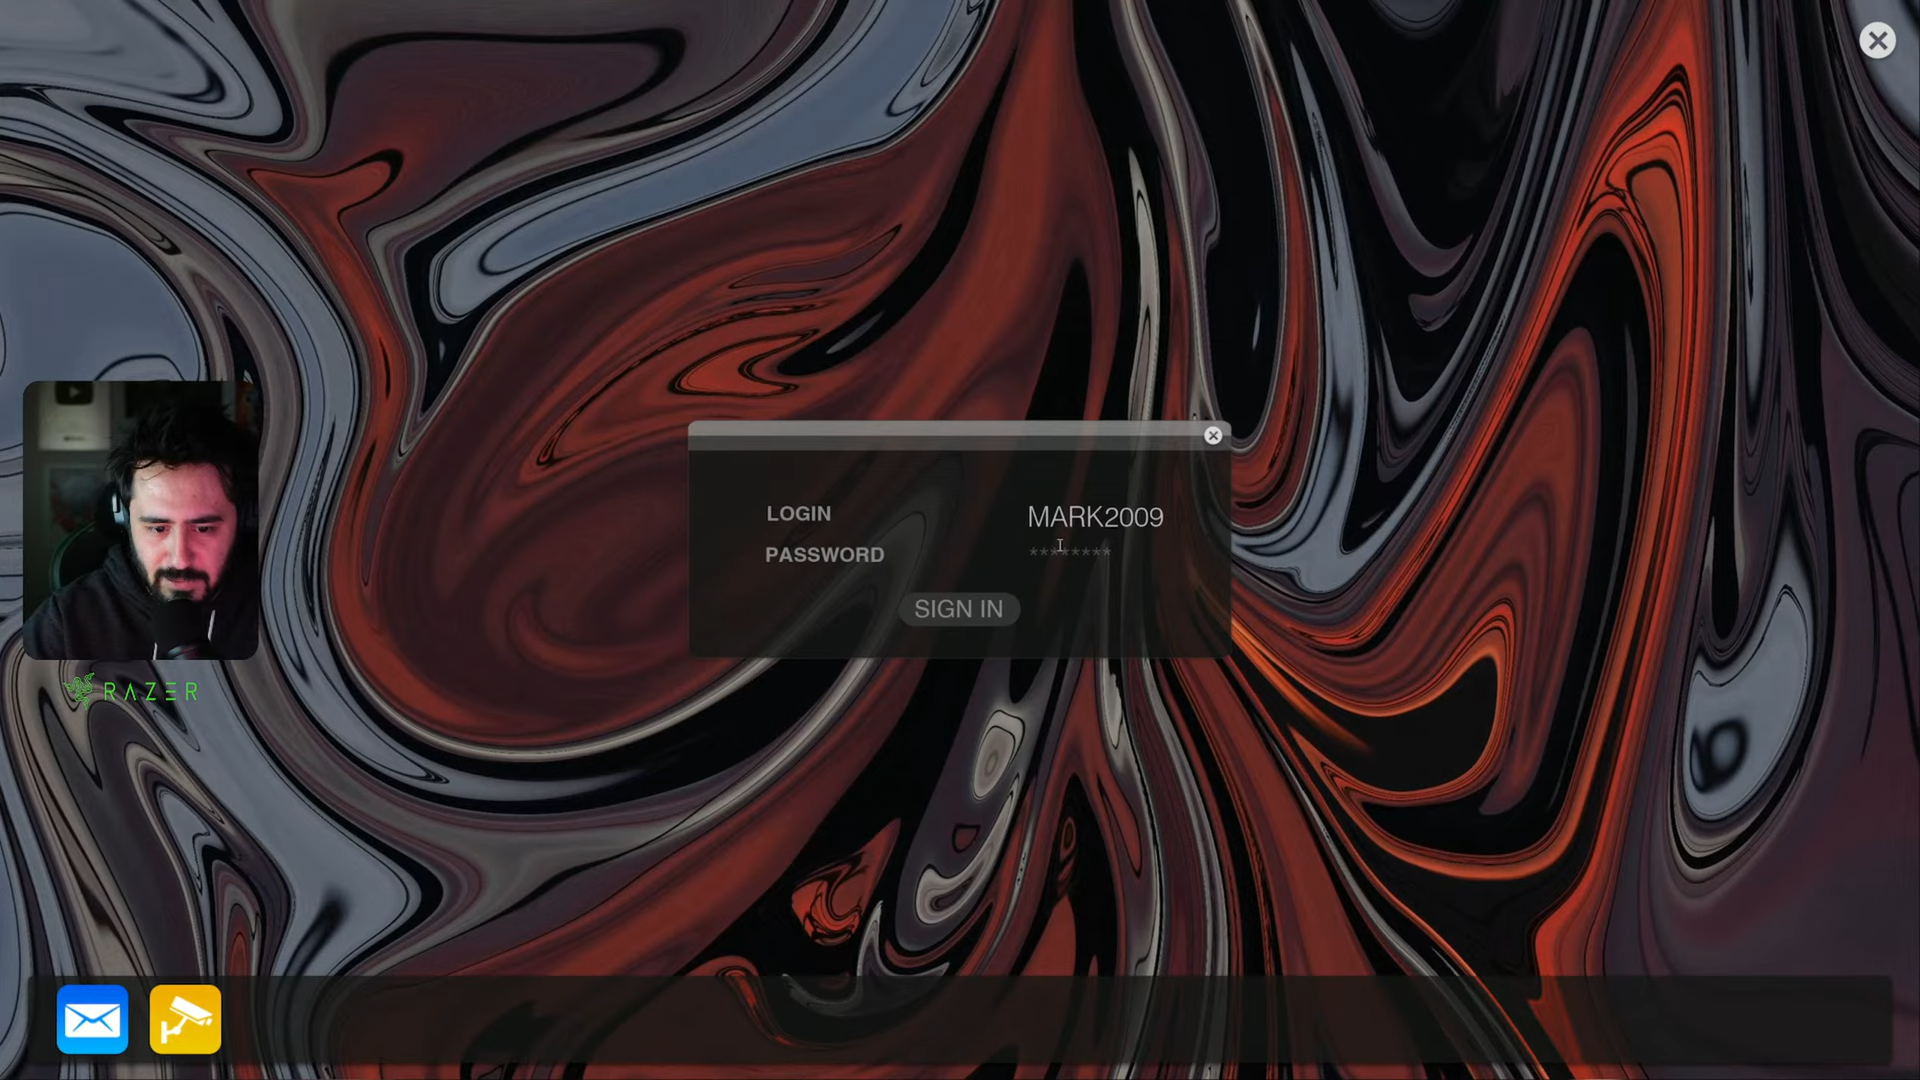 LOGIN
MARK2009
PASSWORD
********
SIGN IN
RAZER